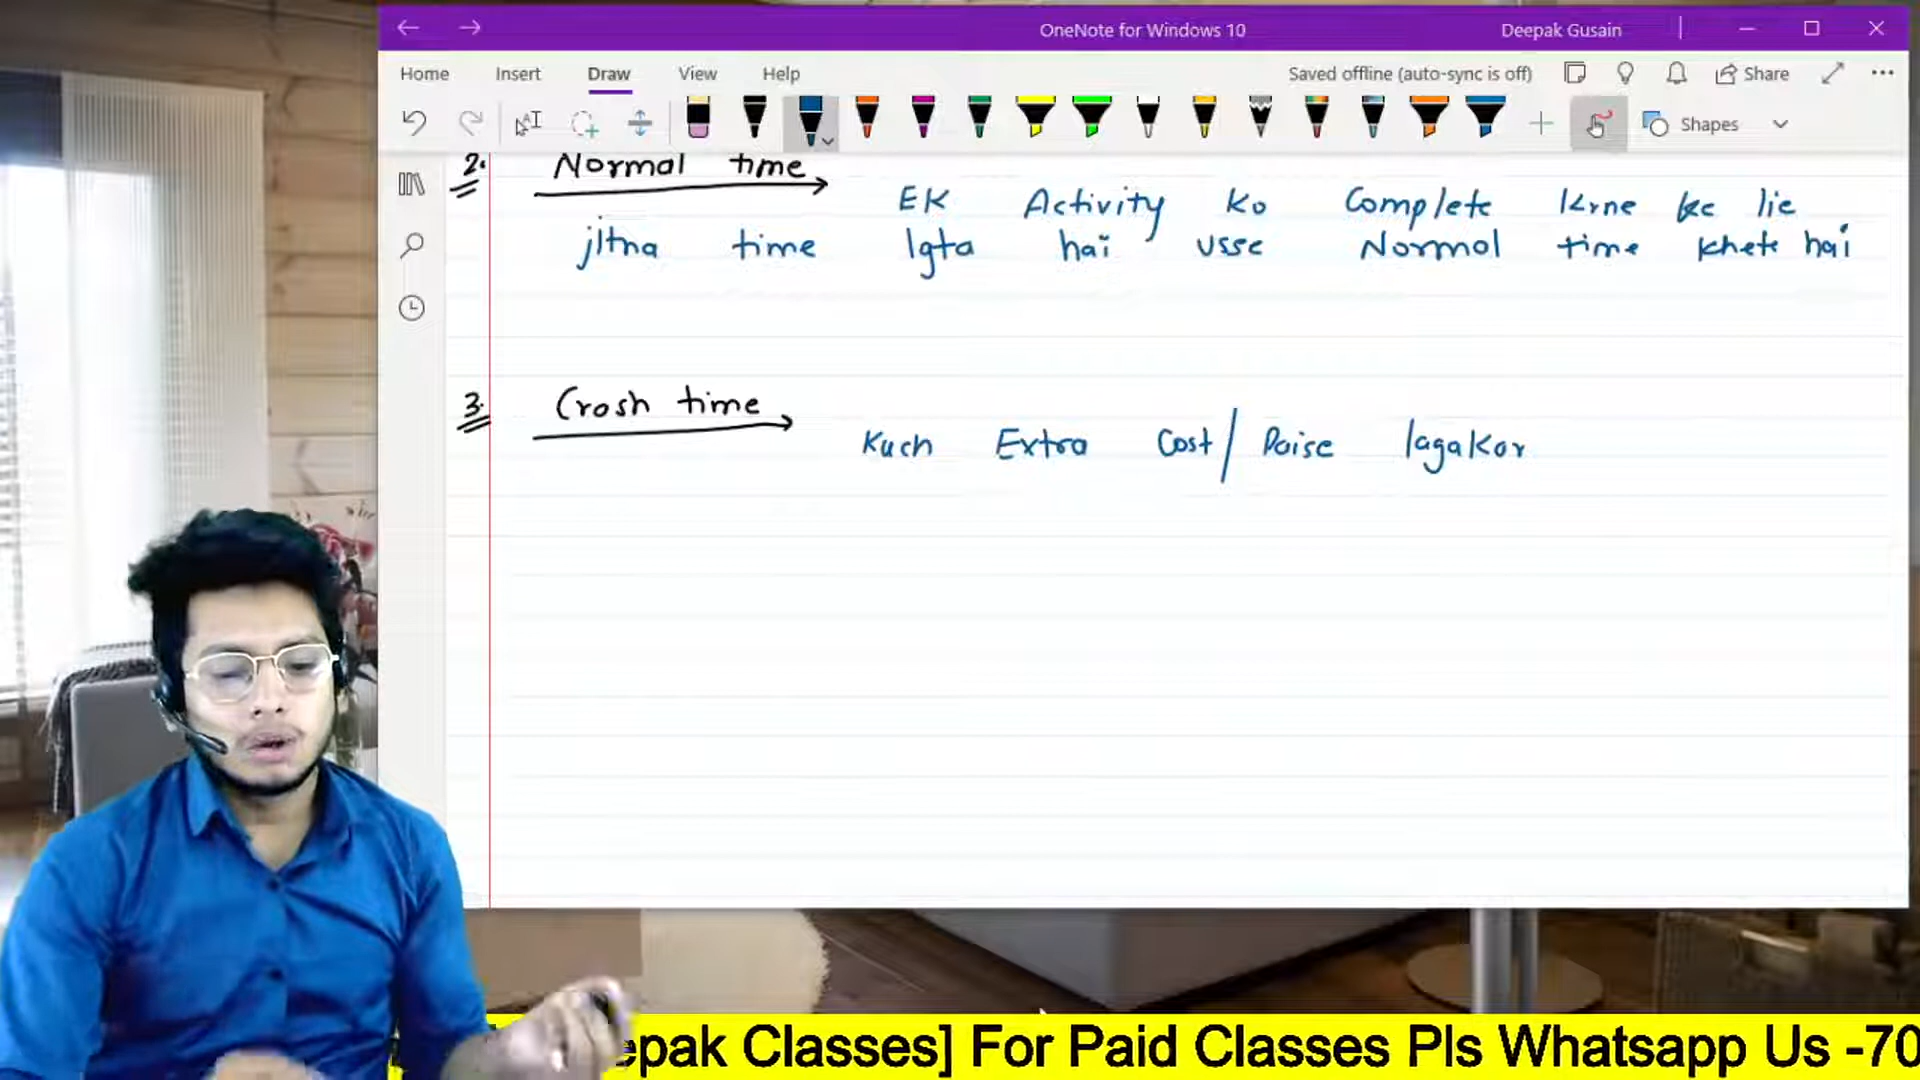 OneNote for Windows 10 Deepak Gusain
Home Insert Draw View Help Saved offline (auto-sync is off) Share
Shapes
2. Normal time
EK Activity ko Complete krne ke lie
jitna time lgta hai usse Normal time khete hai
3. Crash time
Kuch Extra Cost/ Paise lagakar
epak Classes] For Paid Classes Pls Whatsapp Us -70